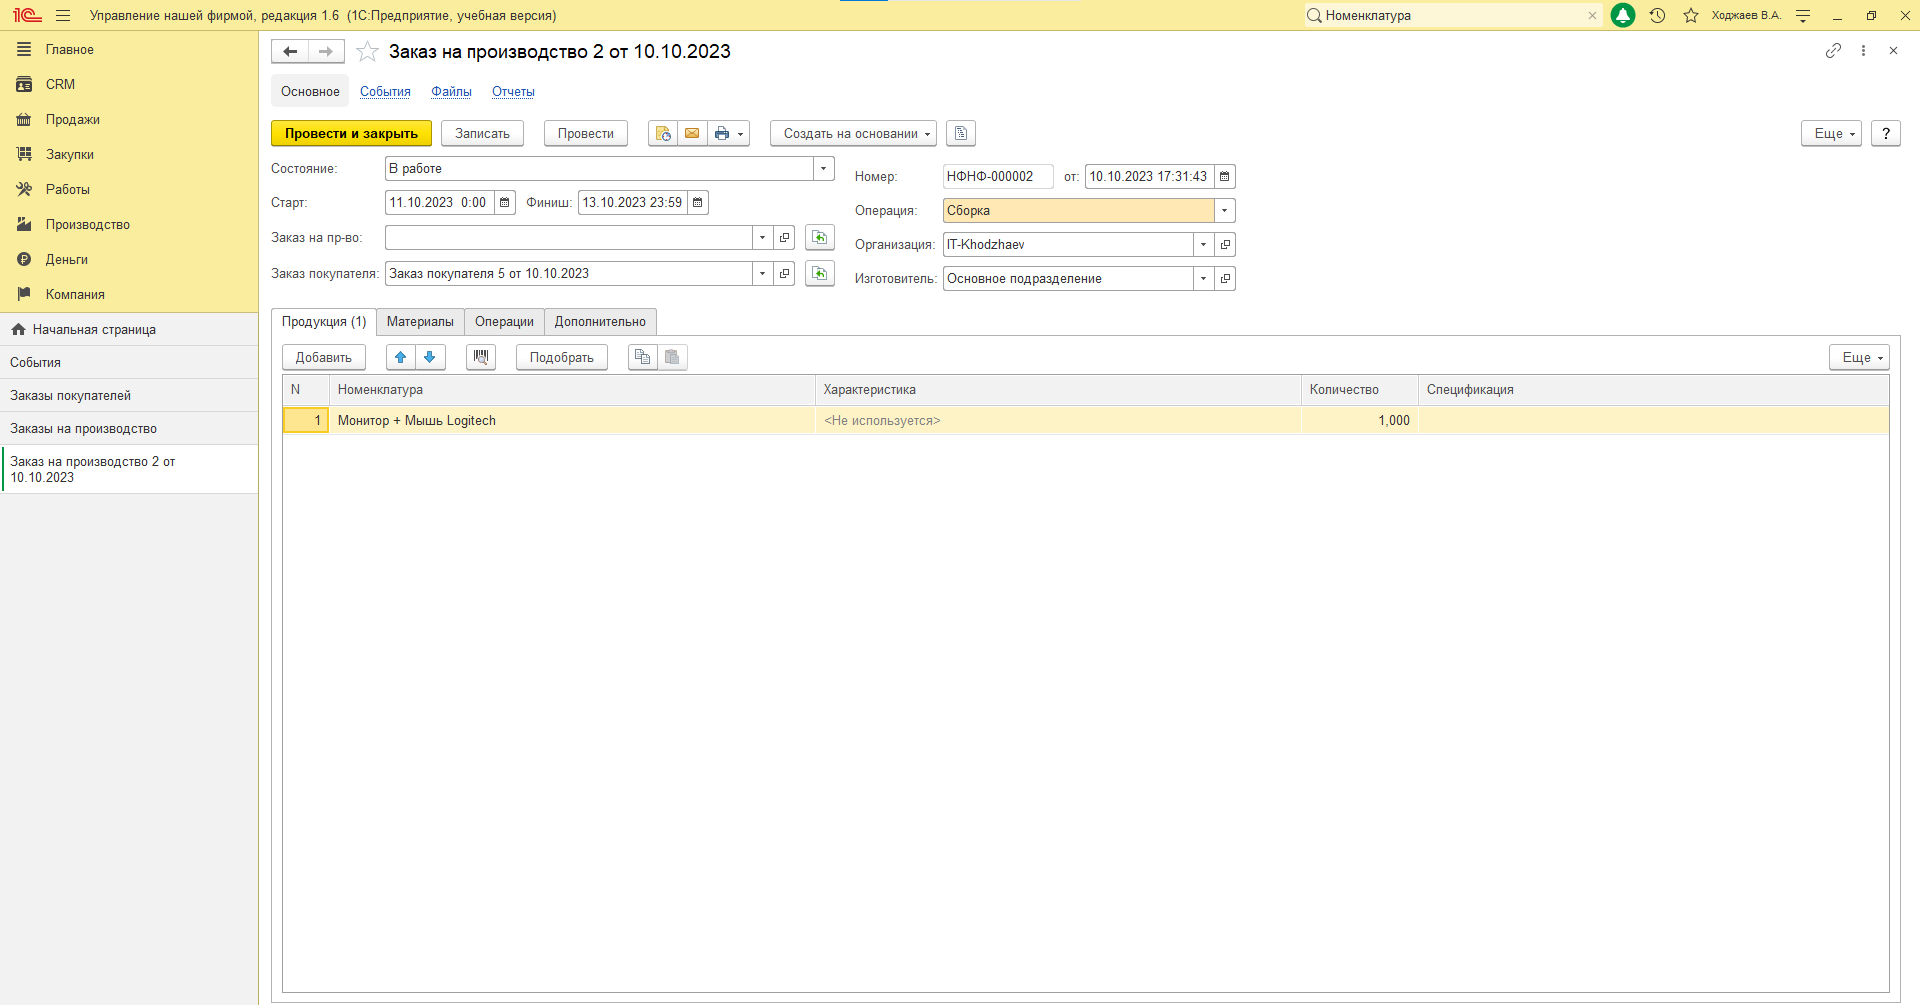 Управление нашей фирмой, редакция 1.6 (1С:Предприятие, учебная версия)
Номенклатура
Ходжаев В.А.
Главное
CRM
Продажи
Закупки
Работы
Производство
Деньги
Компания
Начальная страница
События
Заказы покупателей
Заказы на производство
Заказ на производство 2 от
10.10.2023
Заказ на производство 2 от 10.10.2023
Основное События Файлы Отчеты
Провести и закрыть Записать Провести Создать на основании Еще ?
Состояние: В работе
Старт: 11.10.2023 0:00 Финиш: 13.10.2023 23:59
Заказ на пр-во:
Заказ покупателя: Заказ покупателя 5 от 10.10.2023
Номер: НФНФ-000002 от: 10.10.2023 17:31:43
Операция: Сборка
Организация: IT-Khodzhaev
Изготовитель: Основное подразделение
Продукция (1) Материалы Операции Дополнительно
Добавить Подобрать Еще
N Номенклатура Характеристика Количество Спецификация
1 Монитор + Мышь Logitech <Не используется> 1,000